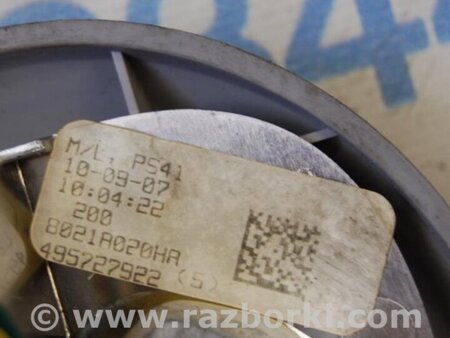 M/L, PS41
10-09-07
10:04:22
200
8021A020HA
495727922 (5)
www.razborki.com